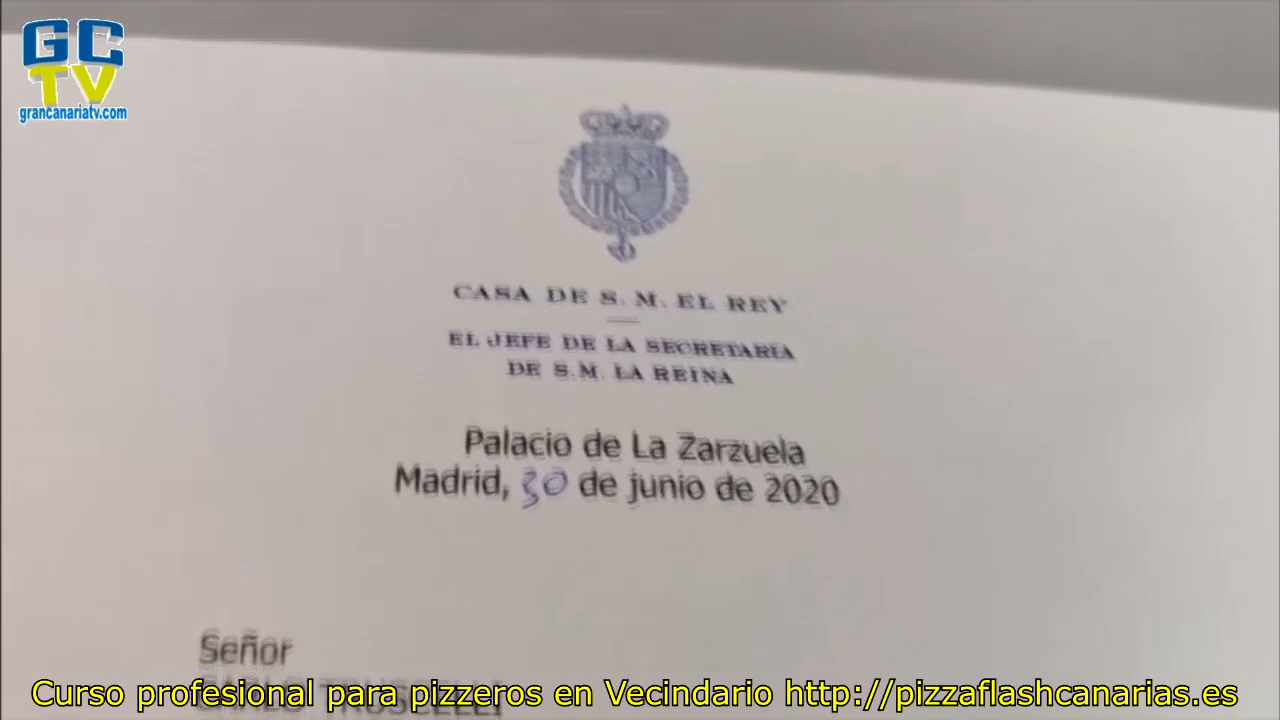 GC
TV
grancanariatv.com
CASA DE S. M. EL REY
EL JEFE DE LA SECRETARÍA
DE S.M. LA REINA
Palacio de La Zarzuela
Madrid, 30 de junio de 2020
Señor
Curso profesional para pizzeros en Vecindario http://pizzaflashcanarias.es